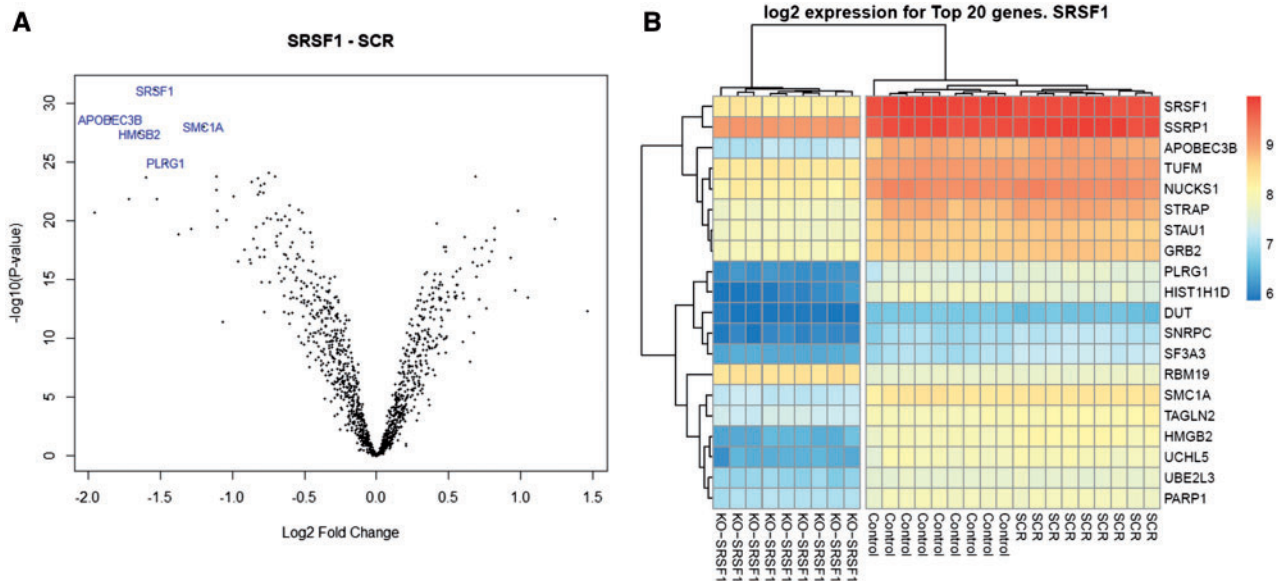 A
SRSF1 - SCR
-log10(P-value)
30
25
20
15
10
5
0
SRSF1
APOBEC3B
HMGB2
SMC1A
PLRG1
-2.0 -1.5 -1.0 -0.5 0.0 0.5 1.0 1.5
Log2 Fold Change
B
log2 expression for Top 20 genes. SRSF1
SRSF1
SSRP1
APOBEC3B
TUFM
NUCKS1
STRAP
STAU1
GRB2
PLRG1
HIST1H1D
DUT
SNRPC
SF3A3
RBM19
SMC1A
TAGLN2
HMGB2
UCHL5
UBE2L3
PARP1
9
8
7
6
KO-SRSF1
KO-SRSF1
KO-SRSF1
KO-SRSF1
KO-SRSF1
KO-SRSF1
KO-SRSF1
KO-SRSF1
KO-SRSF1
Control
Control
Control
Control
Control
Control
Control
Control
Control
SCR
SCR
SCR
SCR
SCR
SCR
SCR
SCR
SCR